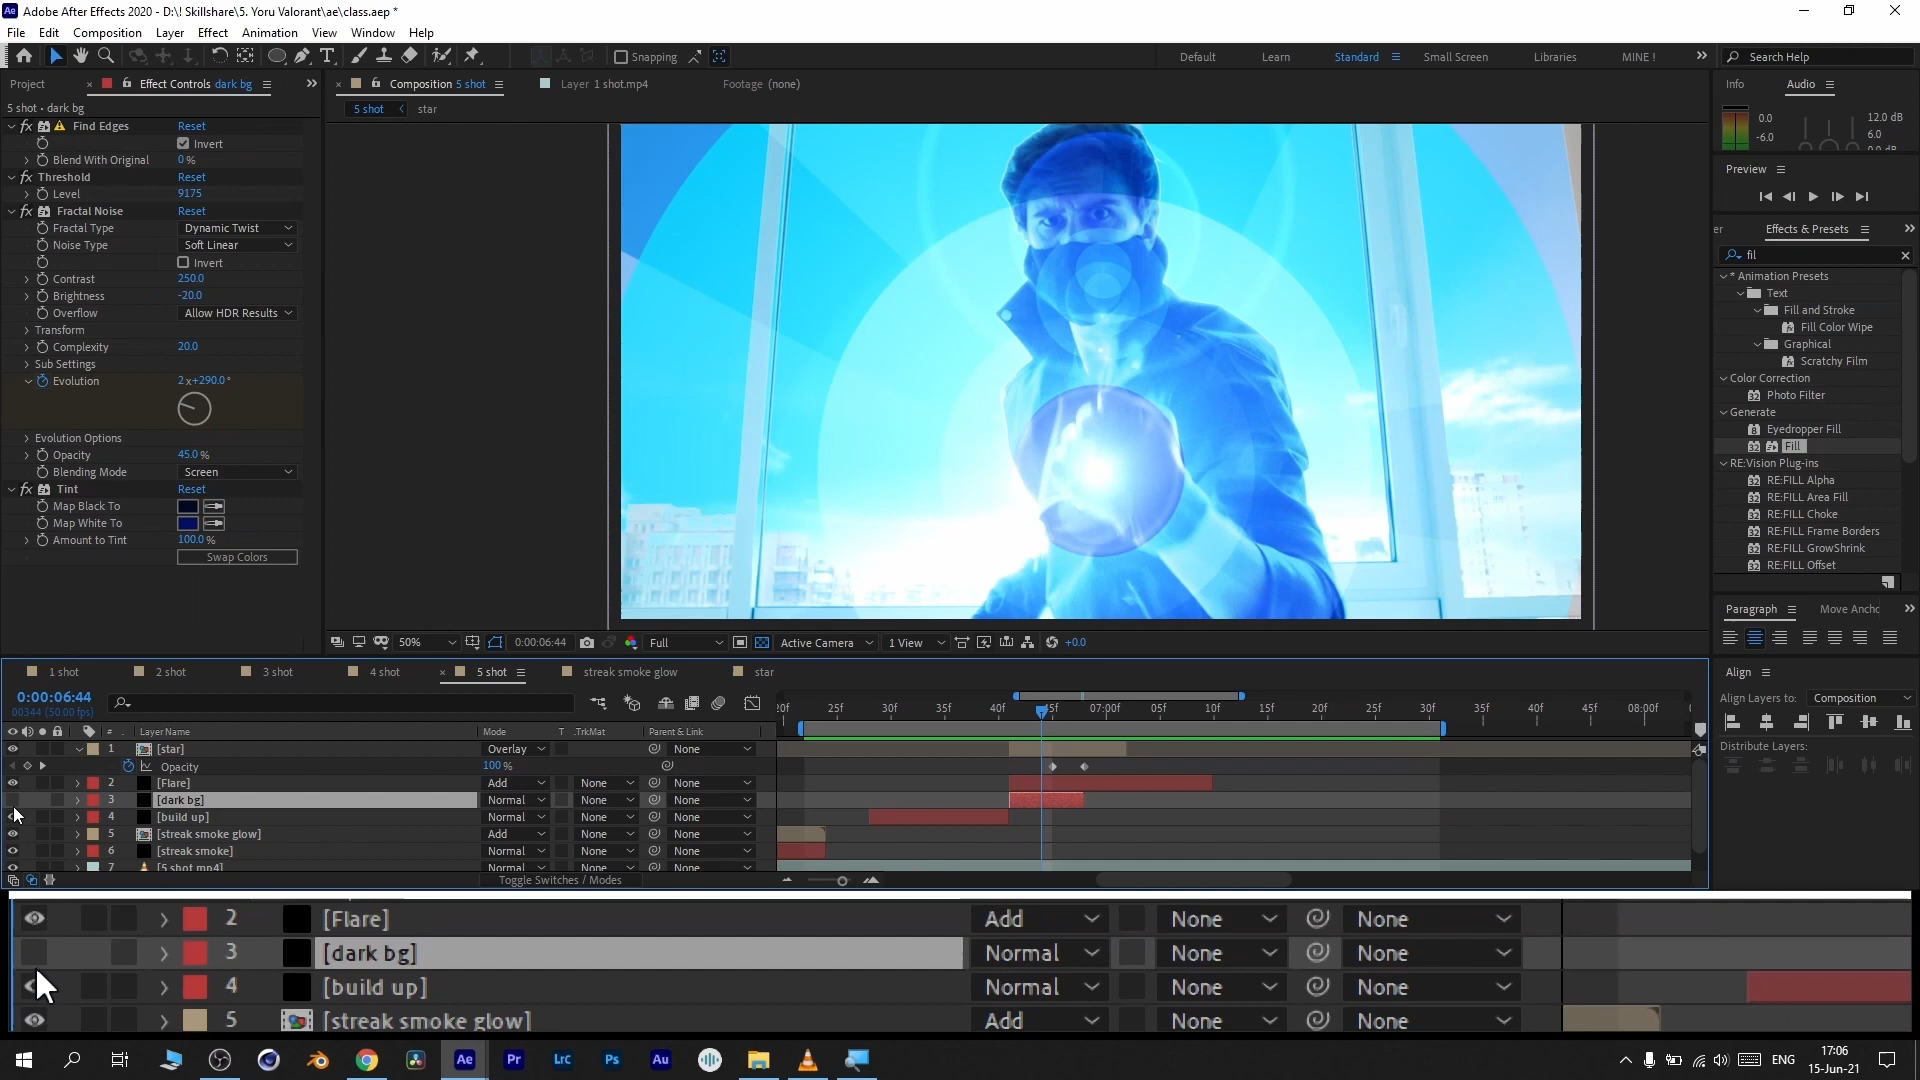 Adobe After Effects 2020 - D:\! Skillshare\5. Yoru Valorant\ae\class.aep *
File Edit Composition Layer Effect Animation View Window Help
Snapping
Default Learn Standard Small Screen Libraries MINE ! Search Help
Project Effect Controls dark bg
Composition 5 shot Layer 1 shot.mp4 Footage (none)
Info Audio
5 shot • dark bg
5 shot star
Find Edges Reset
Invert
Blend With Original 0 %
Threshold Reset
Level 9175
Fractal Noise Reset
Fractal Type Dynamic Twist
Noise Type Soft Linear
Invert
Contrast 250.0
Brightness -20.0
Overflow Allow HDR Results
Transform
Complexity 20.0
Sub Settings
Evolution 2x+290.0°
Evolution Options
Opacity 45.0 %
Blending Mode Screen
Tint Reset
Map Black To
Map White To
Amount to Tint 100.0 %
Swap Colors
0.0
-6.0
12.0 dB
6.0
0.0 dB
Preview
er Effects & Presets
fil
* Animation Presets
Text
Fill and Stroke
Fill Color Wipe
Graphical
Scratchy Film
Color Correction
Photo Filter
Generate
Eyedropper Fill
Fill
RE:Vision Plug-ins
RE:FILL Alpha
RE:FILL Area Fill
RE:FILL Choke
RE:FILL Frame Borders
RE:FILL GrowShrink
RE:FILL Offset
Paragraph Move Ancho
Align
Align Layers to: Composition
Distribute Layers:
50% 0:00:06:44 Full Active Camera 1 View +0.0
1 shot 2 shot 3 shot 4 shot 5 shot streak smoke glow star
0:00:06:44
00344 (50.00 fps)
20f 25f 30f 35f 40f 45f 07:00f 05f 10f 15f 20f 25f 30f 35f 40f 45f 08:00f
# Layer Name Mode T .TrkMat Parent & Link
1 [star] Overlay None
Opacity 100 %
2 [Flare] Add None None
3 [dark bg] Normal None None
4 [build up] Normal None None
5 [streak smoke glow] Add None None
6 [streak smoke] Normal None None
7 [5 shot.mp4] Normal None None
Toggle Switches / Modes
2 [Flare] Add None None
3 [dark bg] Normal None None
4 [build up] Normal None None
5 [streak smoke glow] Add None None
Ae Pr Lrc Ps Au
ENG
17:06
15-Jun-21